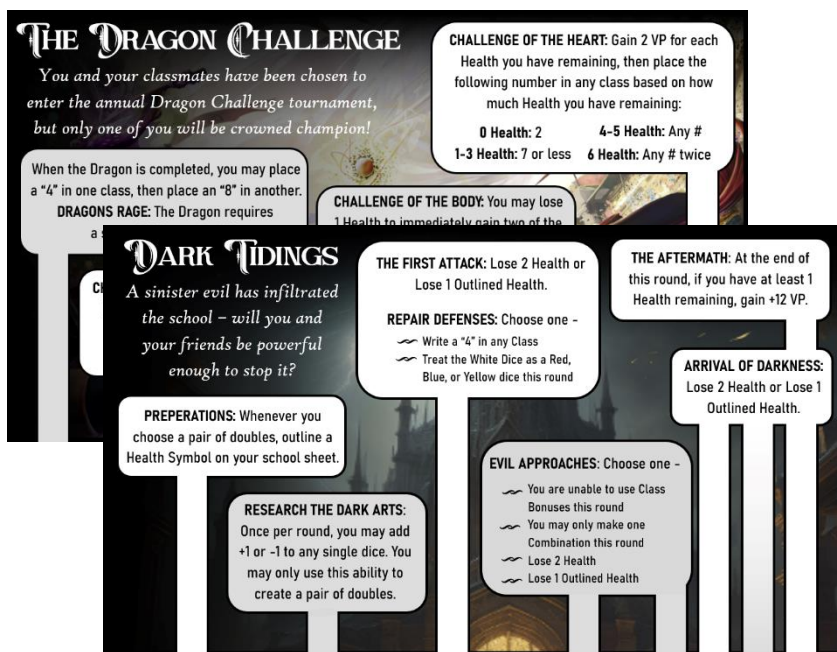 THE DRAGON CHALLENGE
You and your classmates have been chosen to
enter the annual Dragon Challenge tournament,
but only one of you will be crowned champion!
CHALLENGE OF THE HEART: Gain 2 VP for each
Health you have remaining, then place the
following number in any class based on how
much Health you have remaining:
0 Health: 2
4-5 Health: Any #
1-3 Health: 7 or less
6 Health: Any # twice
When the Dragon is completed, you may place
a “4” in one class, then place an “8” in another.
DRAGONS RAGE: The Dragon requires
a
CHALLENGE OF THE BODY: You may lose
1 Health to immediately gain two of the
DARK TIDINGS
A sinister evil has infiltrated
the school – will you and
your friends be powerful
enough to stop it?
PREPERATIONS: Whenever you
choose a pair of doubles, outline a
Health Symbol on your school sheet.
RESEARCH THE DARK ARTS:
Once per round, you may add
+1 or -1 to any single dice. You
may only use this ability to
create a pair of doubles.
THE FIRST ATTACK: Lose 2 Health or
Lose 1 Outlined Health.
REPAIR DEFENSES: Choose one -
Write a “4” in any Class
Treat the White Dice as a Red,
Blue, or Yellow dice this round
EVIL APPROACHES: Choose one -
You are unable to use Class
Bonuses this round
You may only make one
Combination this round
Lose 2 Health
Lose 1 Outlined Health
THE AFTERMATH: At the end of
this round, if you have at least 1
Health remaining, gain +12 VP.
ARRIVAL OF DARKNESS:
Lose 2 Health or Lose 1
Outlined Health.